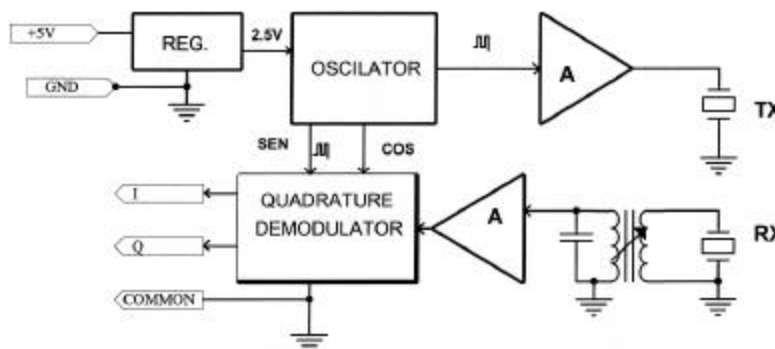 +5V
REG.
2.5V
OSCILATOR
A
TX
GND
SEN
COS
I
QUADRATURE
DEMODULATOR
A
RX
Q
COMMON